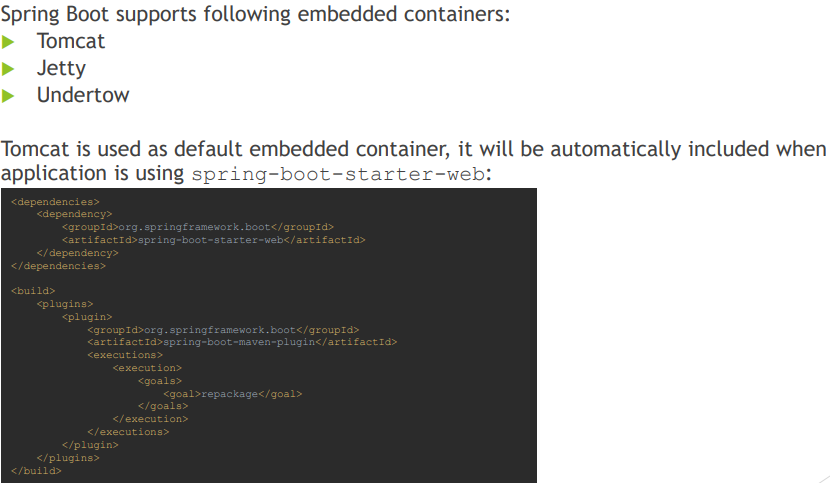 Spring Boot supports following embedded containers:
Tomcat
Jetty
Undertow
Tomcat is used as default embedded container, it will be automatically included when
application is using spring-boot-starter-web:
<dependencies>
    <dependency>
        <groupId>org.springframework.boot</groupId>
        <artifactId>spring-boot-starter-web</artifactId>
    </dependency>
</dependencies>
<build>
    <plugins>
        <plugin>
            <groupId>org.springframework.boot</groupId>
            <artifactId>spring-boot-maven-plugin</artifactId>
            <executions>
                <execution>
                    <goals>
                        <goal>repackage</goal>
                    </goals>
                </execution>
            </executions>
        </plugin>
    </plugins>
</build>